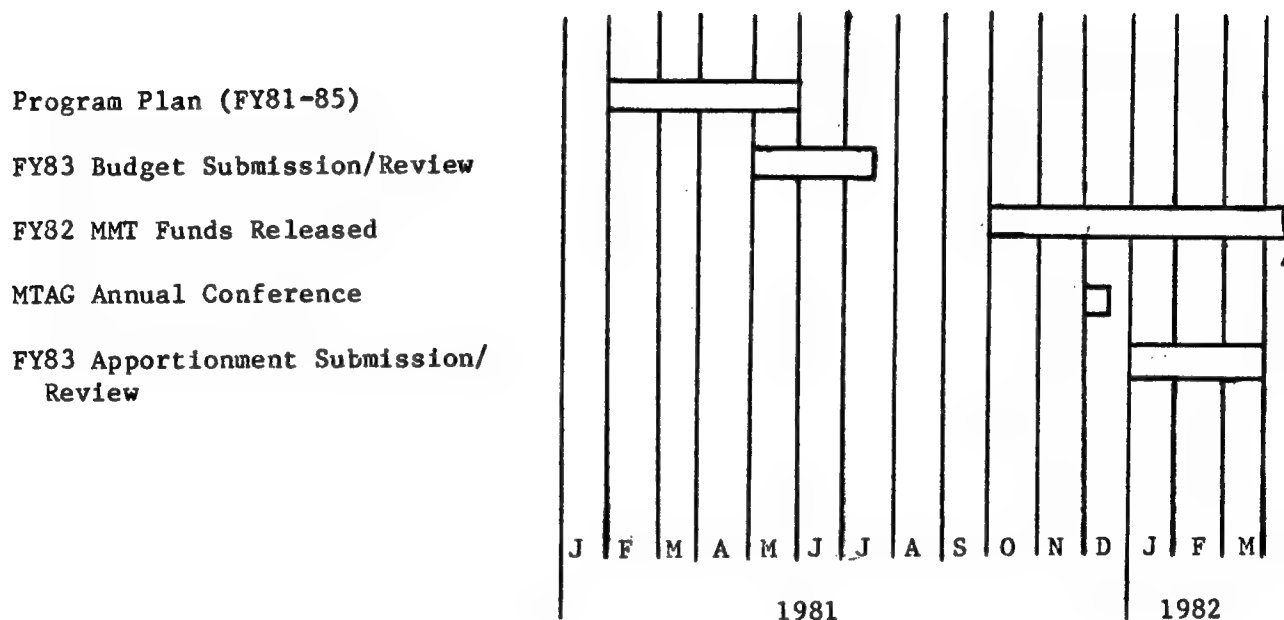 Program Plan (FY81-85)
FY83 Budget Submission/Review
FY82 MMT Funds Released
MTAG Annual Conference
FY83 Apportionment Submission/
Review
J F M A M J J A S O N D J F M
1981 1982